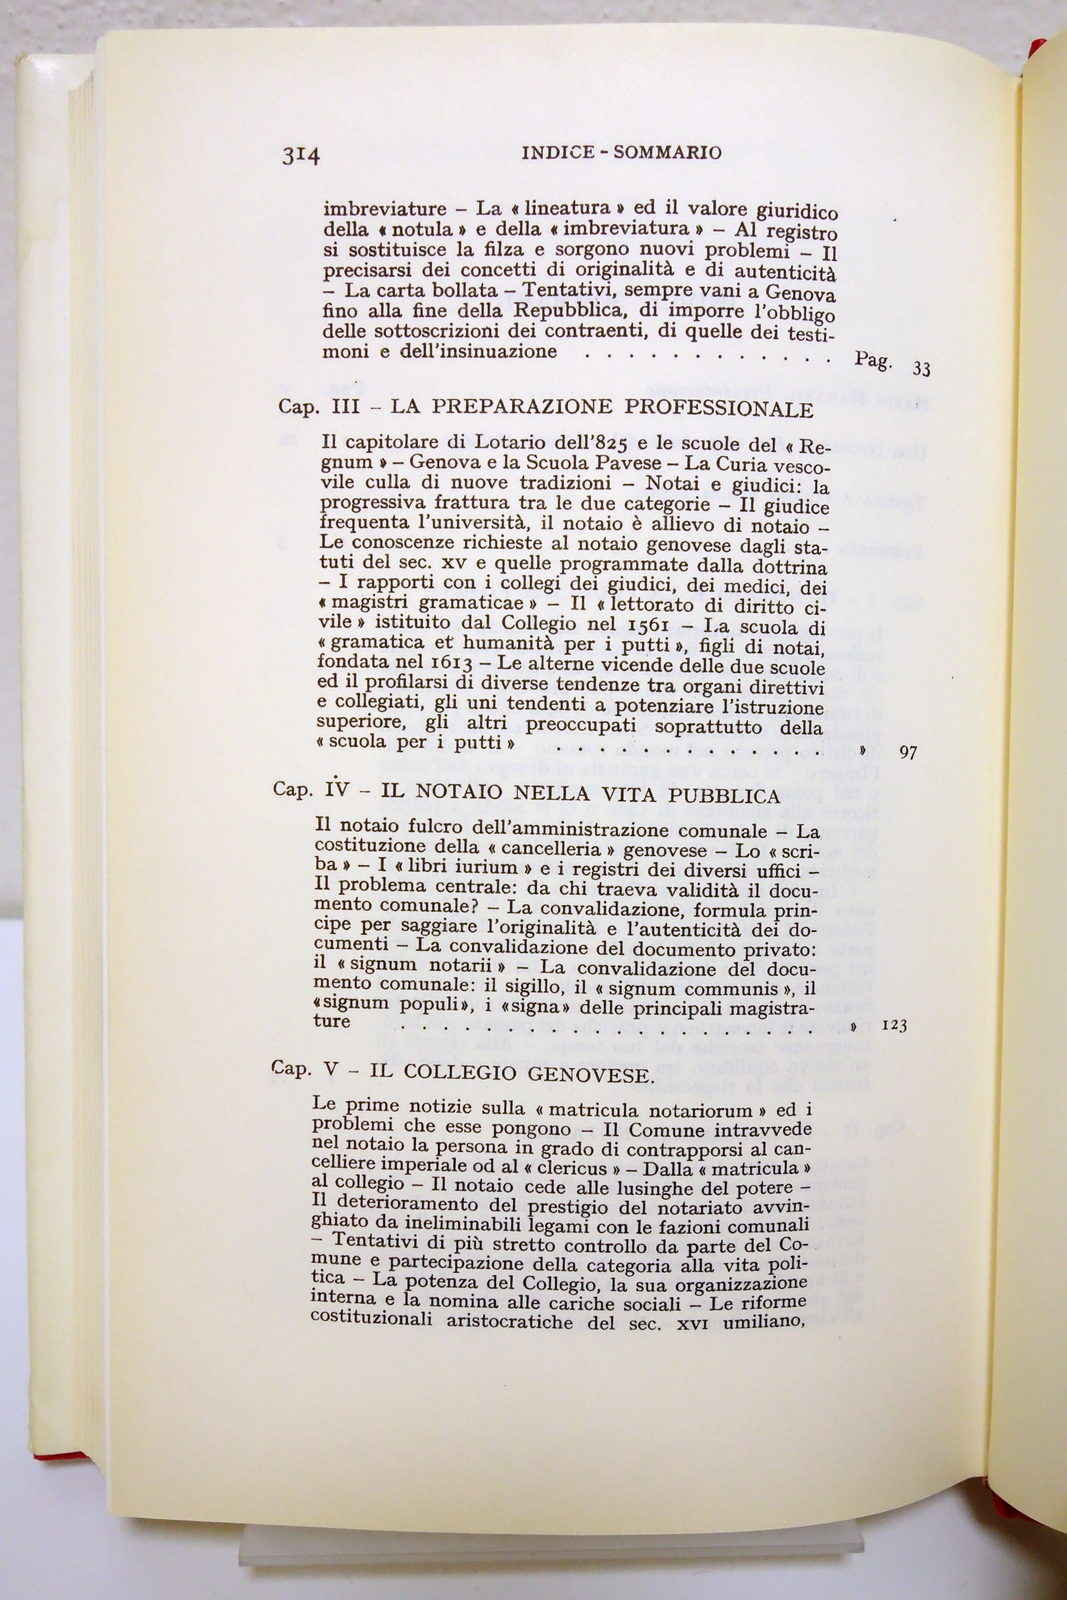 314 INDICE - SOMMARIO
imbreviature – La « lineatura » ed il valore giuridico
della « notula » e della « imbreviatura » – Al registro
si sostituisce la filza e sorgono nuovi problemi – Il
precisarsi dei concetti di originalità e di autenticità
– La carta bollata – Tentativi, sempre vani a Genova
fino alla fine della Repubblica, di imporre l'obbligo
delle sottoscrizioni dei contraenti, di quelle dei testi-
moni e dell'insinuazione . . . . . . . . . . . . Pag. 33
Cap. III – LA PREPARAZIONE PROFESSIONALE
Il capitolare di Lotario dell'825 e le scuole del « Re-
gnum » – Genova e la Scuola Pavese – La Curia vesco-
vile culla di nuove tradizioni – Notai e giudici: la
progressiva frattura tra le due categorie – Il giudice
frequenta l'università, il notaio è allievo di notaio –
Le conoscenze richieste al notaio genovese dagli sta-
tuti del sec. XV e quelle programmate dalla dottrina
– I rapporti con i collegi dei giudici, dei medici, dei
« magistri gramaticae » – Il « lettorato di diritto ci-
vile » istituito dal Collegio nel 1561 – La scuola di
« gramatica et humanità per i putti », figli di notai,
fondata nel 1613 – Le alterne vicende delle due scuole
ed il profilarsi di diverse tendenze tra organi direttivi
e collegiati, gli uni tendenti a potenziare l'istruzione
superiore, gli altri preoccupati soprattutto della
« scuola per i putti » . . . . . . . . . . . . . . » 97
Cap. IV – IL NOTAIO NELLA VITA PUBBLICA
Il notaio fulcro dell'amministrazione comunale – La
costituzione della « cancelleria » genovese – Lo « scri-
ba » – I « libri iurium » e i registri dei diversi uffici –
Il problema centrale: da chi traeva validità il docu-
mento comunale? – La convalidazione, formula prin-
cipe per saggiare l'originalità e l'autenticità dei do-
cumenti – La convalidazione del documento privato:
il « signum notarii » – La convalidazione del docu-
mento comunale: il sigillo, il « signum communis », il
«signum populi», i «signa» delle principali magistra-
ture . . . . . . . . . . . . . . . . . . . . . . » 123
Cap. V – IL COLLEGIO GENOVESE.
Le prime notizie sulla « matricula notariorum » ed i
problemi che esse pongono – Il Comune intravvede
nel notaio la persona in grado di contrapporsi al can-
celliere imperiale od al « clericus » – Dalla « matricula »
al collegio – Il notaio cede alle lusinghe del potere –
Il deterioramento del prestigio del notariato avvin-
ghiato da ineliminabili legami con le fazioni comunali
– Tentativi di più stretto controllo da parte del Co-
mune e partecipazione della categoria alla vita poli-
tica – La potenza del Collegio, la sua organizzazione
interna e la nomina alle cariche sociali – Le riforme
costituzionali aristocratiche del sec. XVI umiliano,